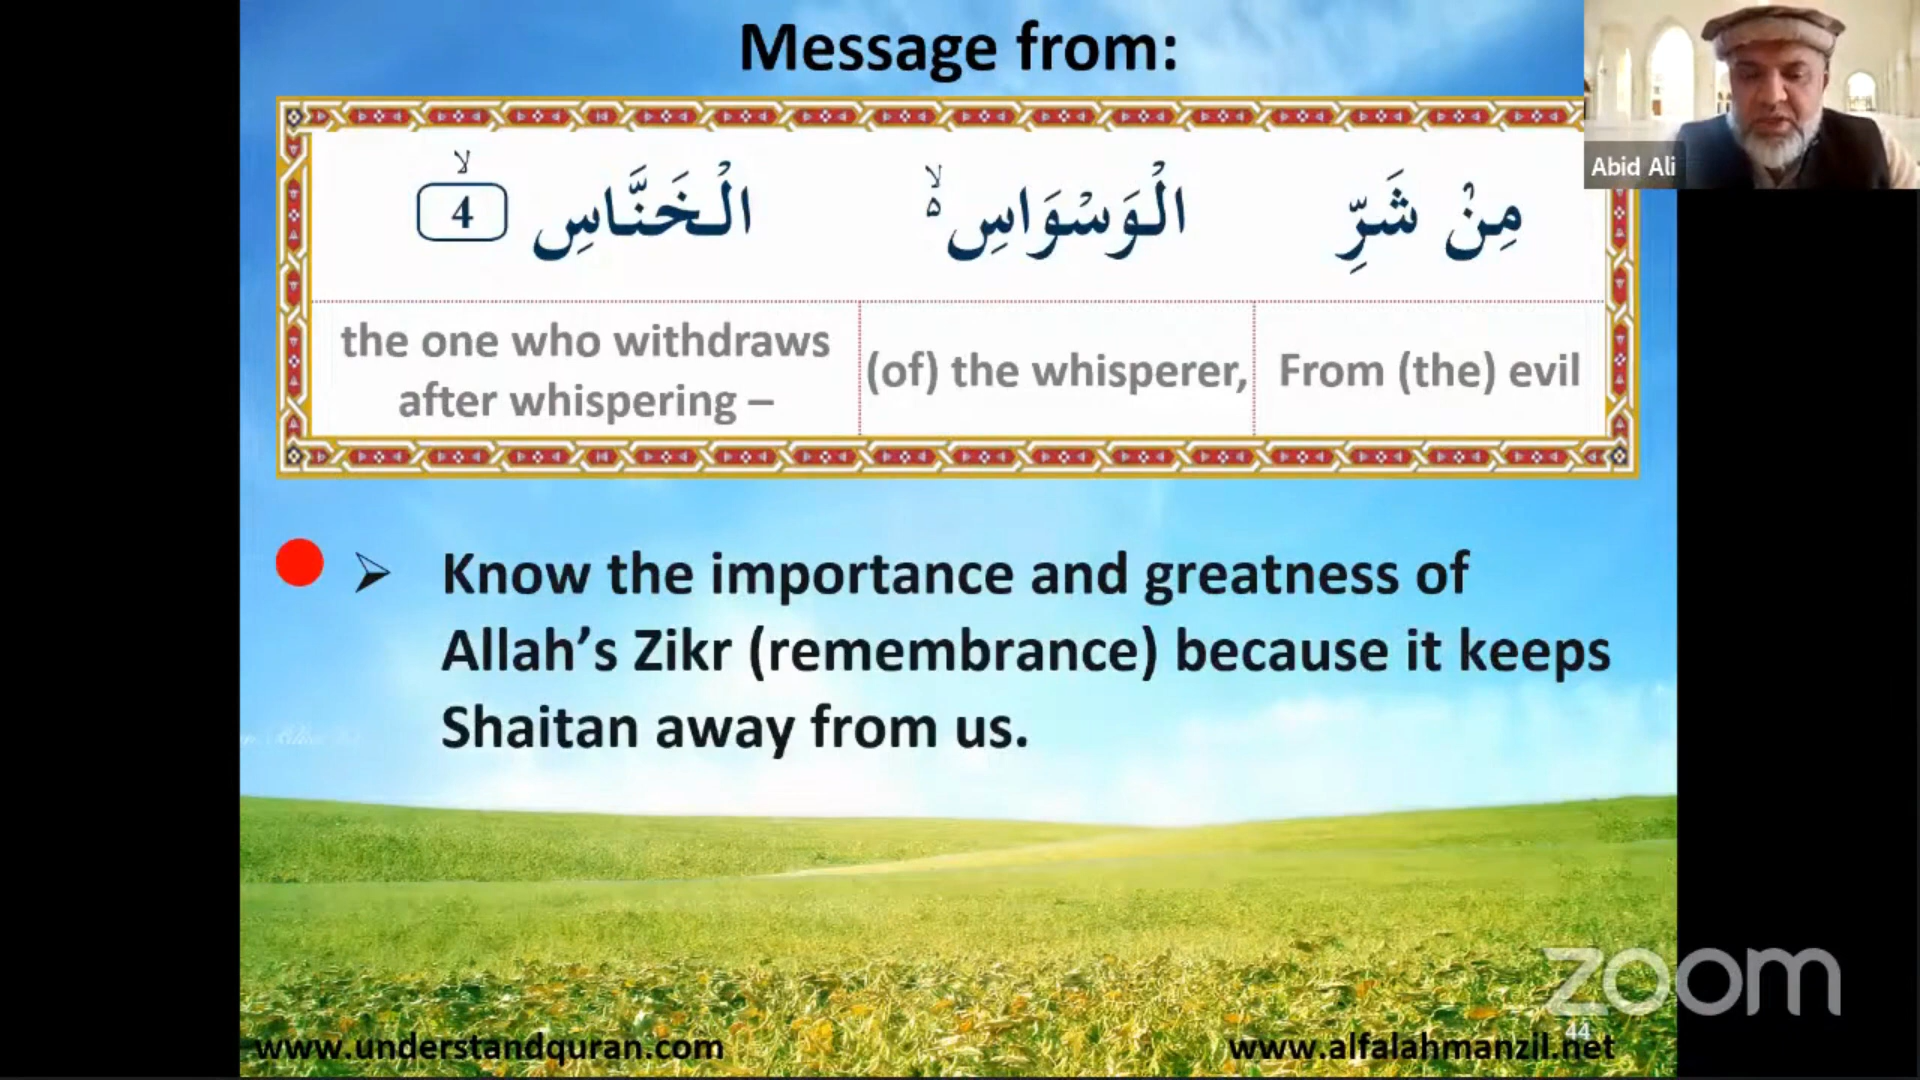 Message from:
Abid Ali
مِنْ شَرِّ الْوَسْوَاسِ ۙ۬ الْخَنَّاسِ 4 ۙ
From (the) evil
(of) the whisperer,
the one who withdraws
after whispering –
➢ Know the importance and greatness of
Allah’s Zikr (remembrance) because it keeps
Shaitan away from us.
zoom
44
www.understandquran.com
www.alfalahmanzil.net